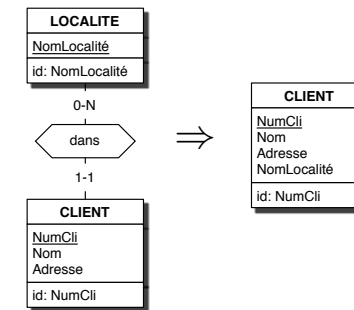 LOCALITE
NomLocalité
id: NomLocalité
0-N
dans
1-1
CLIENT
NumCli
Nom
Adresse
id: NumCli
⇒
CLIENT
NumCli
Nom
Adresse
NomLocalité
id: NumCli